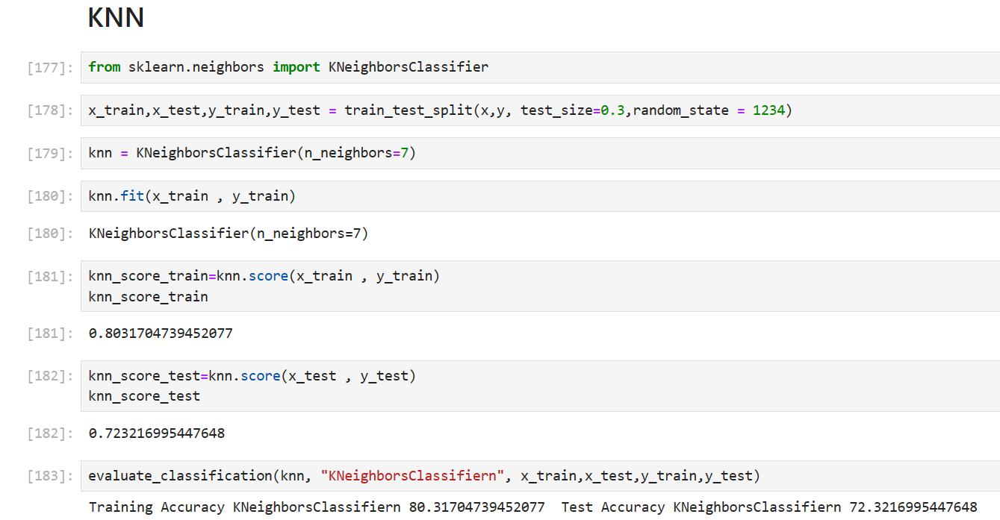 KNN
[177]: from sklearn.neighbors import KNeighborsClassifier
[178]: x_train,x_test,y_train,y_test = train_test_split(x,y, test_size=0.3,random_state = 1234)
[179]: knn = KNeighborsClassifier(n_neighbors=7)
[180]: knn.fit(x_train , y_train)
[180]: KNeighborsClassifier(n_neighbors=7)
[181]: knn_score_train=knn.score(x_train , y_train)
knn_score_train
[181]: 0.8031704739452077
[182]: knn_score_test=knn.score(x_test , y_test)
knn_score_test
[182]: 0.723216995447648
[183]: evaluate_classification(knn, "KNeighborsClassifiern", x_train,x_test,y_train,y_test)
Training Accuracy KNeighborsClassifiern 80.31704739452077  Test Accuracy KNeighborsClassifiern 72.3216995447648